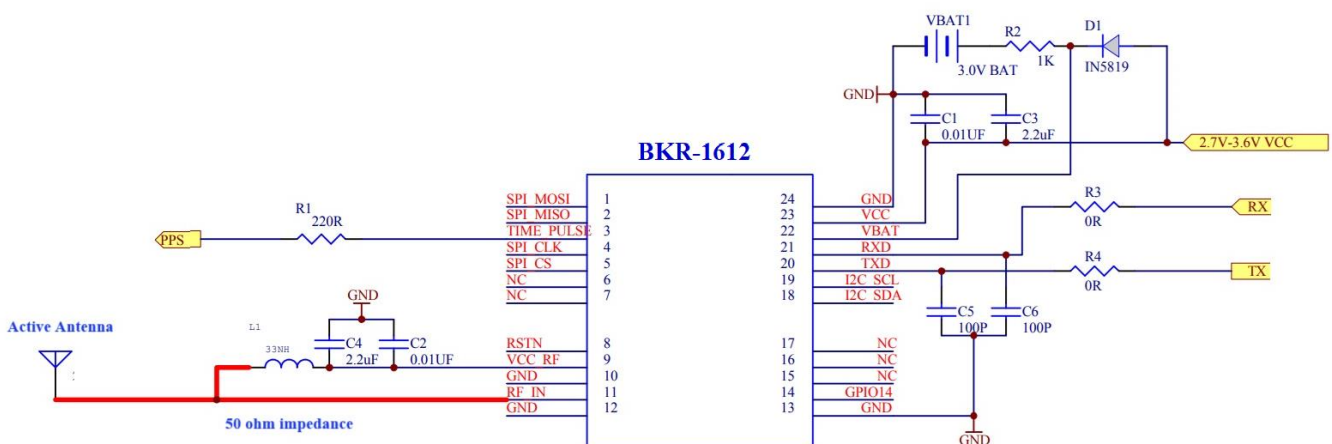 VBAT1
R2
D1
3.0V BAT
1K
IN5819
GND
C1
0.01UF
C3
2.2uF
2.7V-3.6V VCC
BKR-1612
R1
220R
PPS
SPI_MOSI 1
SPI_MISO 2
TIME_PULSE 3
SPI_CLK 4
SPI_CS 5
NC 6
NC 7
RSTN 8
VCC_RF 9
GND 10
RF_IN 11
GND 12
24 GND
23 VCC
22 VBAT
21 RXD
20 TXD
19 I2C_SCL
18 I2C_SDA
17 NC
16 NC
15 NC
14 GPIO14
13 GND
R3
0R
RX
R4
0R
TX
C5
100P
C6
100P
GND
GND
Active Antenna
L1
33NH
C4
2.2uF
C2
0.01UF
50 ohm impedance